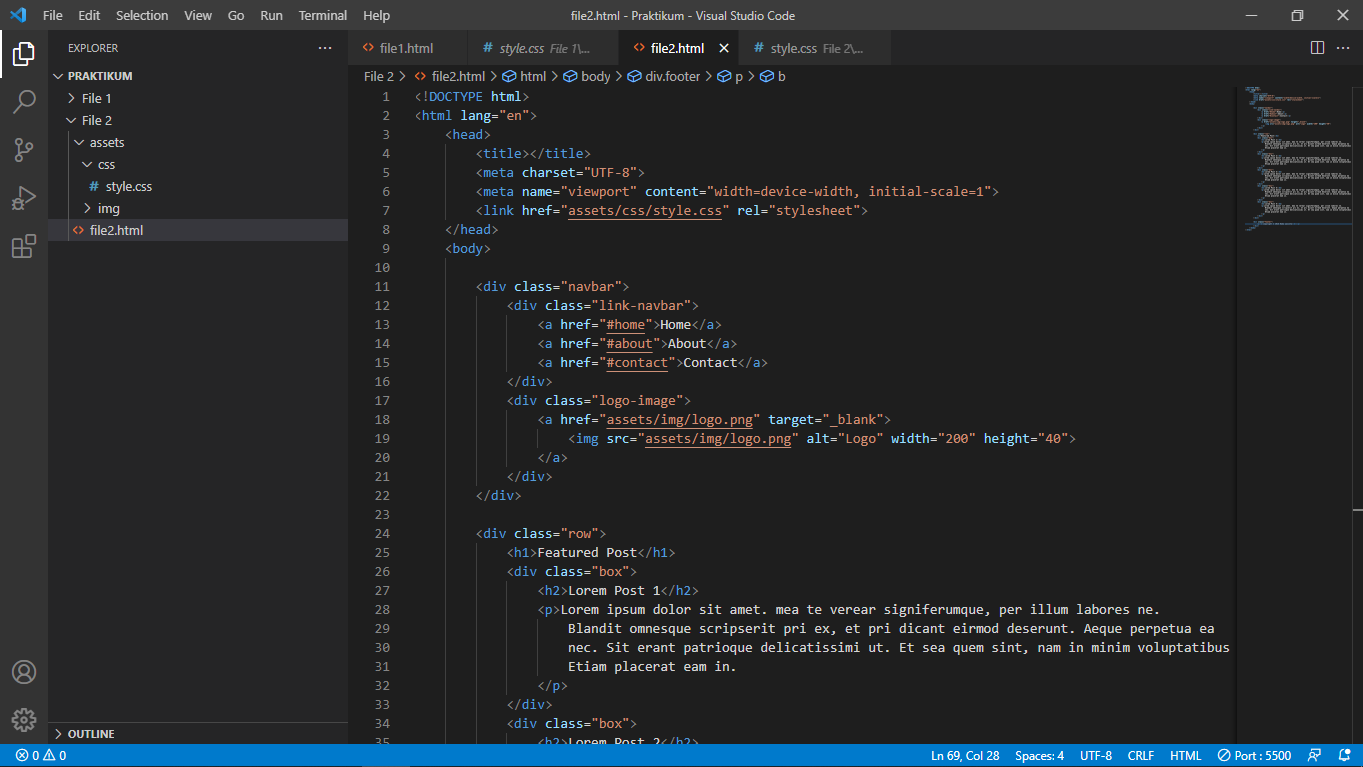 File Edit Selection View Go Run Terminal Help
file2.html - Praktikum - Visual Studio Code
EXPLORER
PRAKTIKUM
File 1
File 2
assets
css
# style.css
img
<> file2.html
OUTLINE
<> file1.html # style.css File 1\... <> file2.html # style.css File 2\...
File 2 > <> file2.html > html > body > div.footer > p > b
1 <!DOCTYPE html>
2 <html lang="en">
3 <head>
4 <title></title>
5 <meta charset="UTF-8">
6 <meta name="viewport" content="width=device-width, initial-scale=1">
7 <link href="assets/css/style.css" rel="stylesheet">
8 </head>
9 <body>
10
11 <div class="navbar">
12 <div class="link-navbar">
13 <a href="#home">Home</a>
14 <a href="#about">About</a>
15 <a href="#contact">Contact</a>
16 </div>
17 <div class="logo-image">
18 <a href="assets/img/logo.png" target="_blank">
19 <img src="assets/img/logo.png" alt="Logo" width="200" height="40">
20 </a>
21 </div>
22 </div>
23
24 <div class="row">
25 <h1>Featured Post</h1>
26 <div class="box">
27 <h2>Lorem Post 1</h2>
28 <p>Lorem ipsum dolor sit amet. mea te verear signiferumque, per illum labores ne.
29 Blandit omnesque scripserit pri ex, et pri dicant eirmod deserunt. Aeque perpetua ea
30 nec. Sit erant patrioque delicatissimi ut. Et sea quem sint, nam in minim voluptatibus
31 Etiam placerat eam in.
32 </p>
33 </div>
34 <div class="box">
35 <h2>Lorem Post 2</h2>
0 0 Ln 69, Col 28 Spaces: 4 UTF-8 CRLF HTML Port : 5500